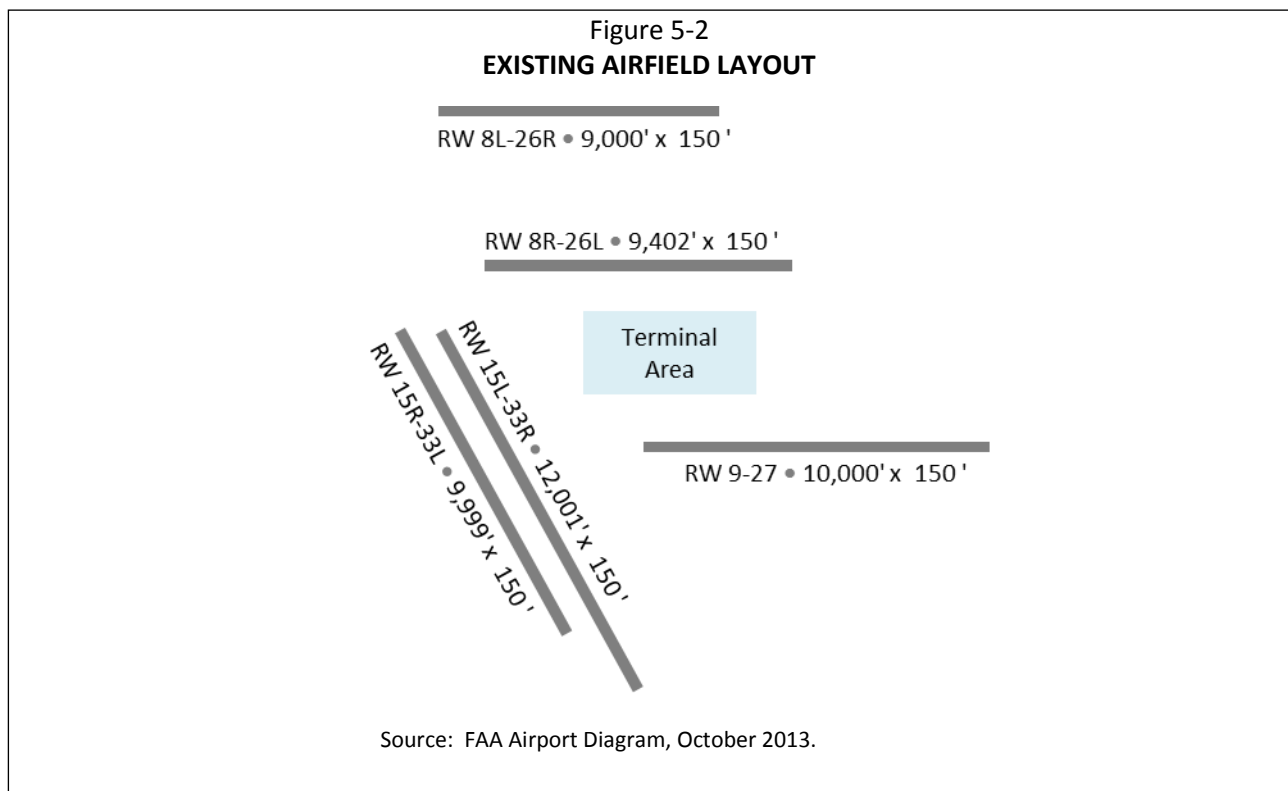 Figure 5-2
EXISTING AIRFIELD LAYOUT
RW 8L-26R • 9,000' x 150 '
RW 8R-26L • 9,402' x 150 '
Terminal
Area
RW 15R-33L • 9,999' x 150 '
RW 15L-33R • 12,001' x 150 '
RW 9-27 • 10,000' x 150 '
Source: FAA Airport Diagram, October 2013.